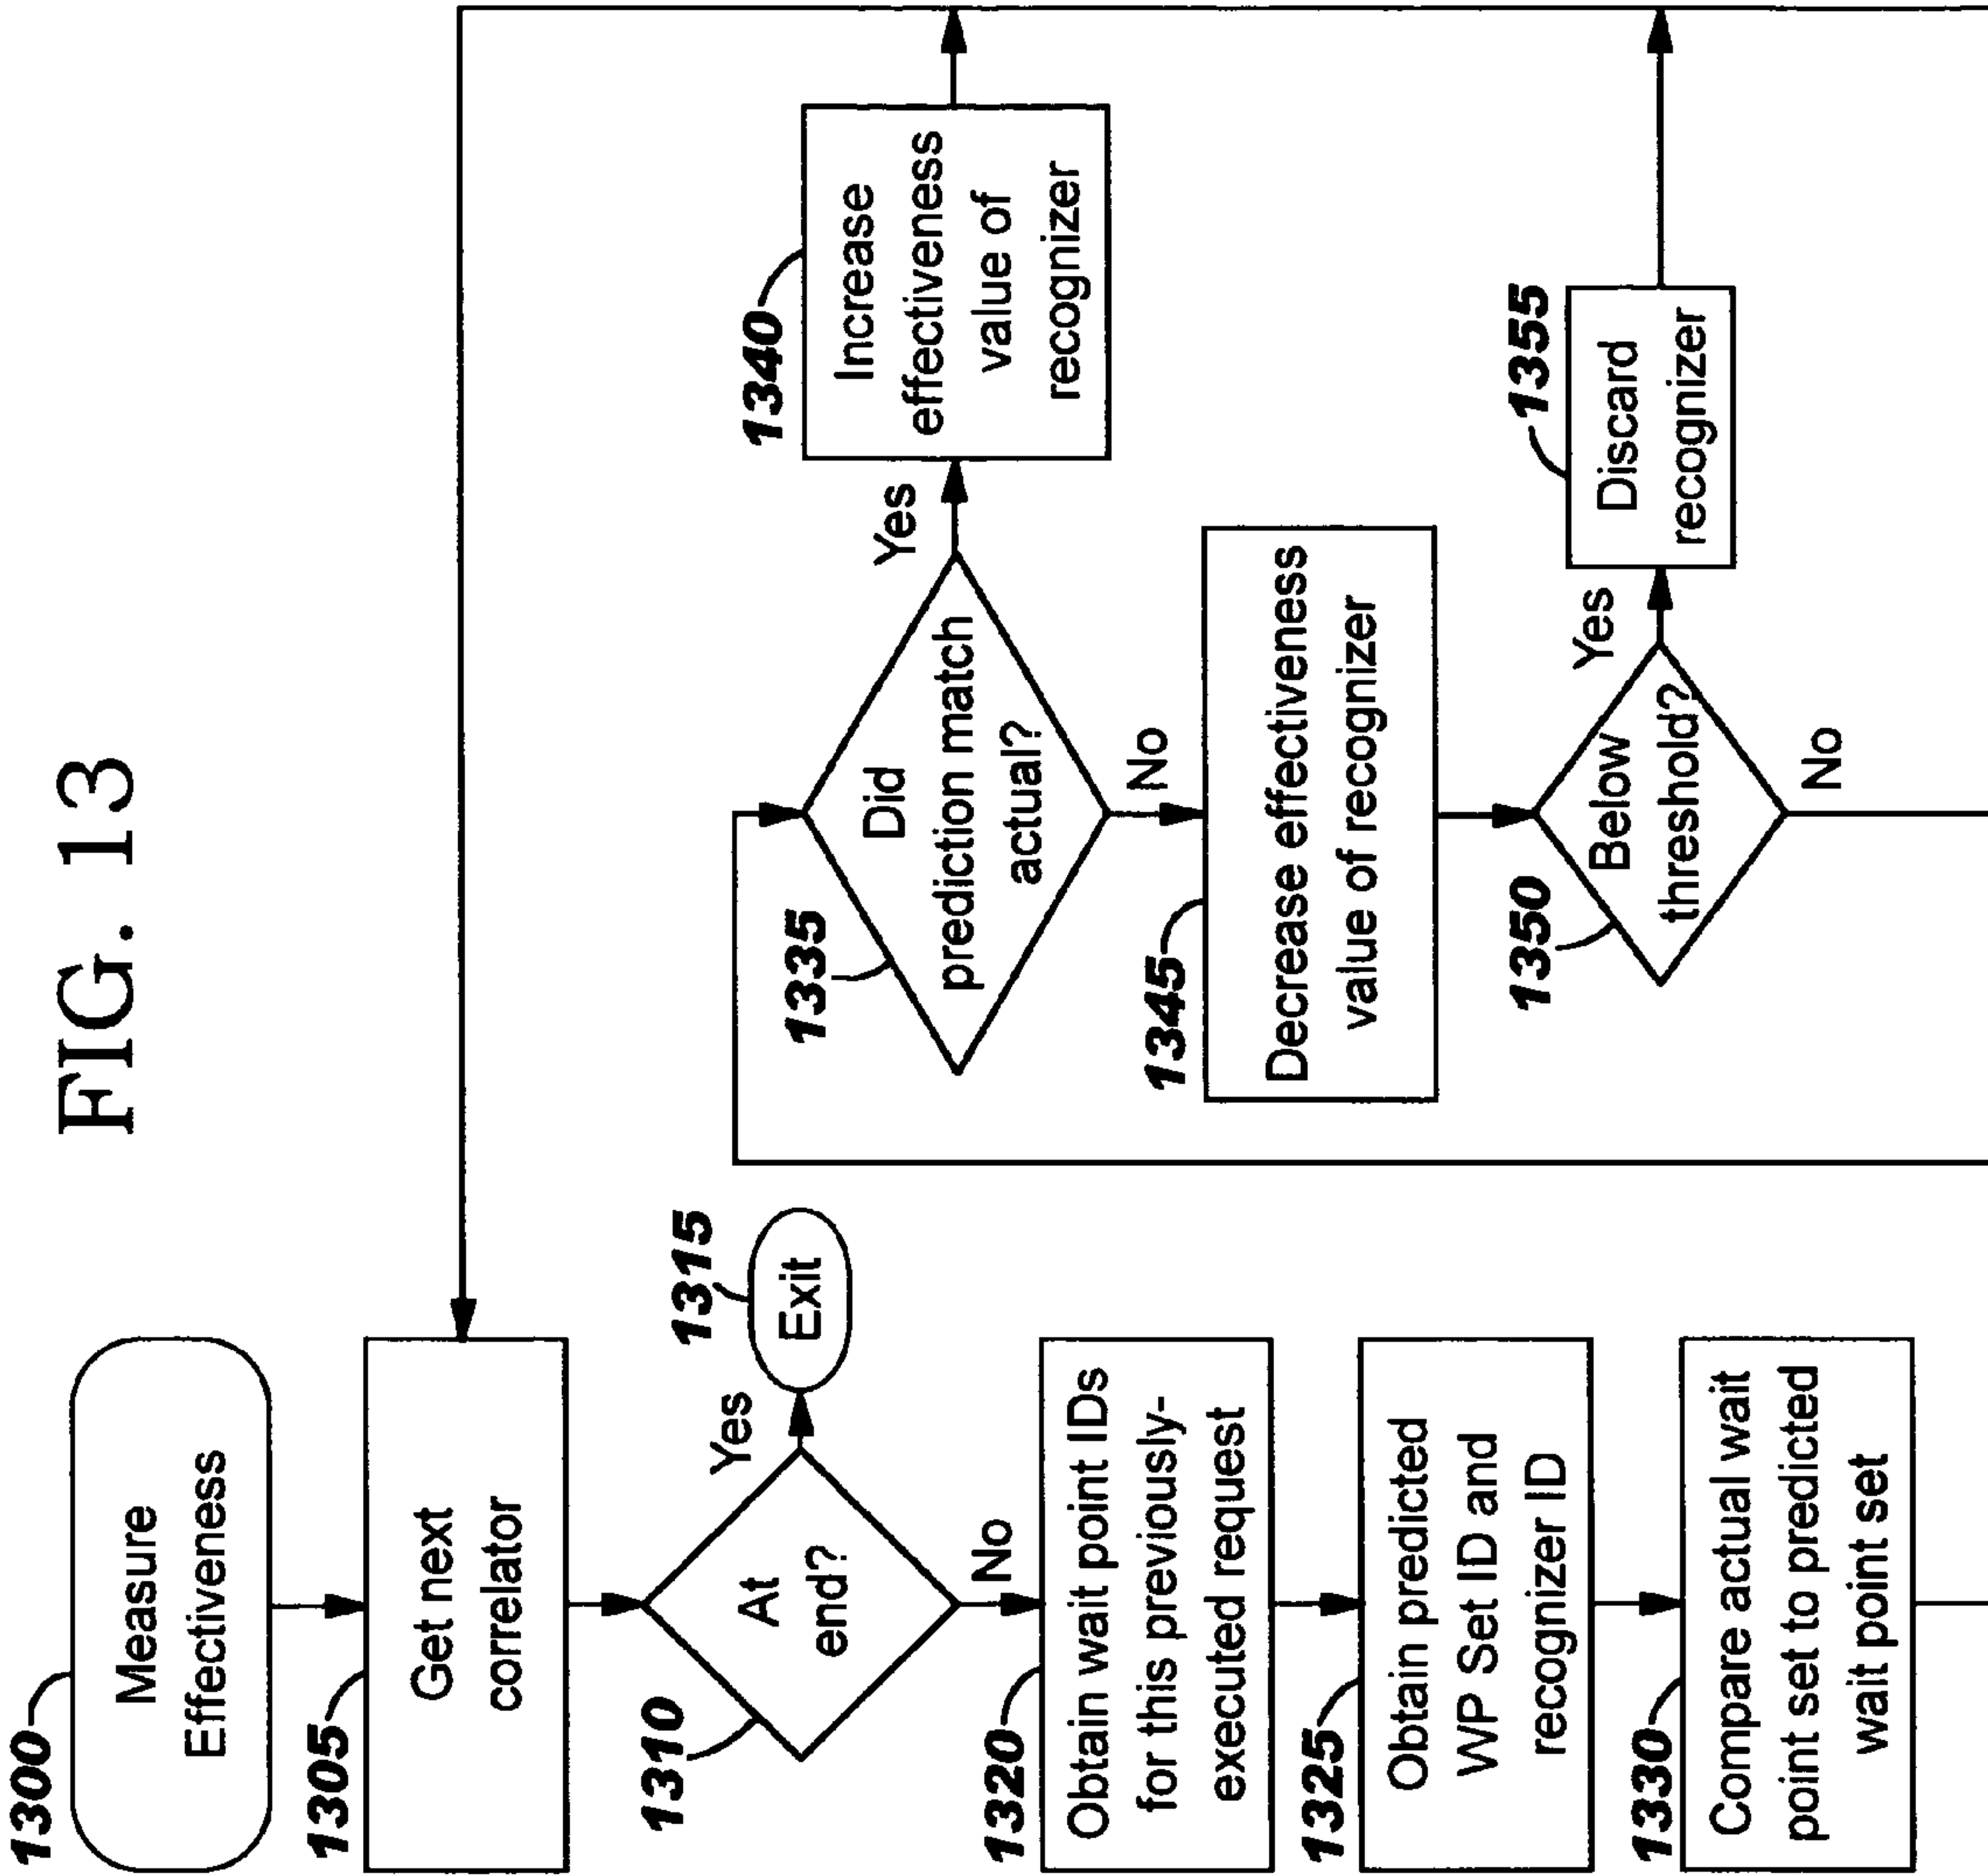 FIG. 13
1300
Measure
Effectiveness
1305
Get next
correlator
1310
At
end?
Yes
1315
Exit
No
1320
Obtain wait point IDs
for this previously-
executed request
1325
Obtain predicted
WP Set ID and
recognizer ID
1330
Compare actual wait
point set to predicted
wait point set
1335
Did
prediction match
actual?
Yes
1340
Increase
effectiveness
value of
recognizer
No
1345
Decrease effectiveness
value of recognizer
1350
Below
threshold?
Yes
1355
Discard
recognizer
No